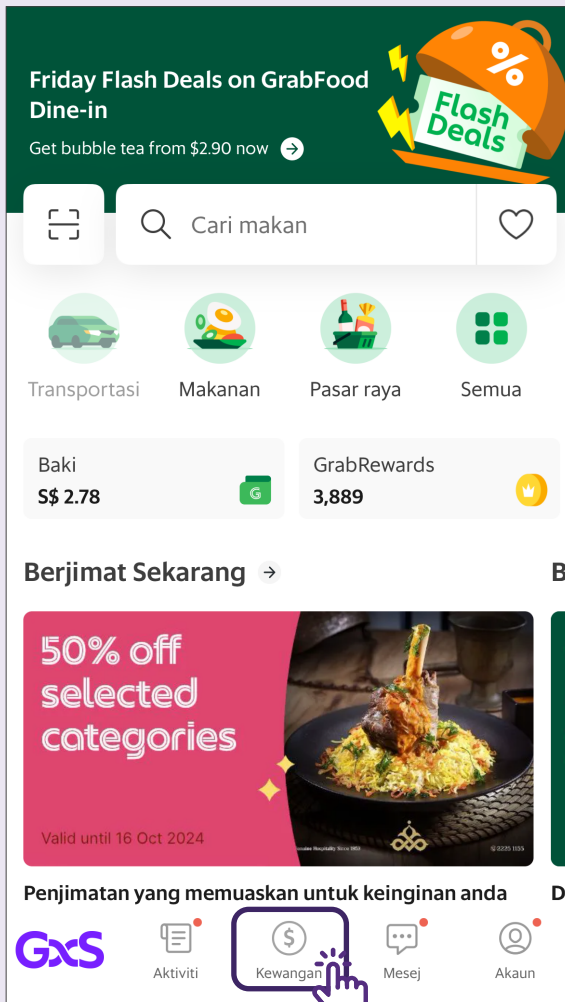 Friday Flash Deals on GrabFood
Dine-in
Get bubble tea from $2.90 now
%
Flash
Deals
Cari makan
Transportasi
Makanan
Pasar raya
Semua
Baki
S$ 2.78
G
GrabRewards
3,889
Berjimat Sekarang
B
50% off
selected
categories
Valid until 16 Oct 2024
Penjimatan yang memuaskan untuk keinginan anda
D
GXS
Aktiviti
$
Kewangan
Mesej
Akaun